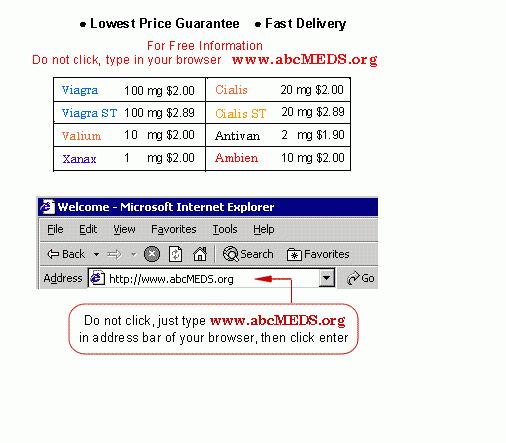 ● Lowest Price Guarantee ● Fast Delivery
For Free Information
Do not click, type in your browser www.abcMEDS.org
Viagra 100 mg $2.00 Cialis 20 mg $2.00
Viagra ST 100 mg $2.89 Cialis ST 20 mg $2.89
Valium 10 mg $2.00 Antivan 2 mg $1.90
Xanax 1 mg $2.00 Ambien 10 mg $2.00
Welcome - Microsoft Internet Explorer
File Edit View Favorites Tools Help
Back Search Favorites
Address http://www.abcMEDS.org Go
Do not click, just type www.abcMEDS.org
in address bar of your browser, then click enter